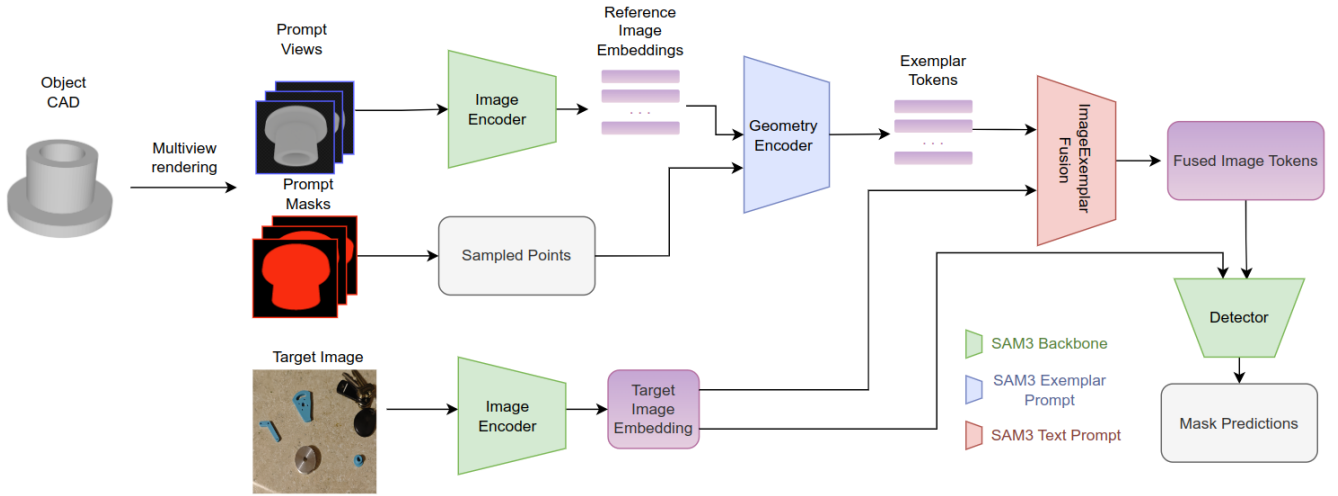 Object
CAD
Multiview
rendering
Prompt
Views
Prompt
Masks
Image
Encoder
Reference
Image
Embeddings
. . .
Sampled Points
Geometry
Encoder
Exemplar
Tokens
. . .
ImageExemplar
Fusion
Fused Image Tokens
Target Image
Image
Encoder
Target
Image
Embedding
Detector
Mask Predictions
SAM3 Backbone
SAM3 Exemplar
Prompt
SAM3 Text Prompt